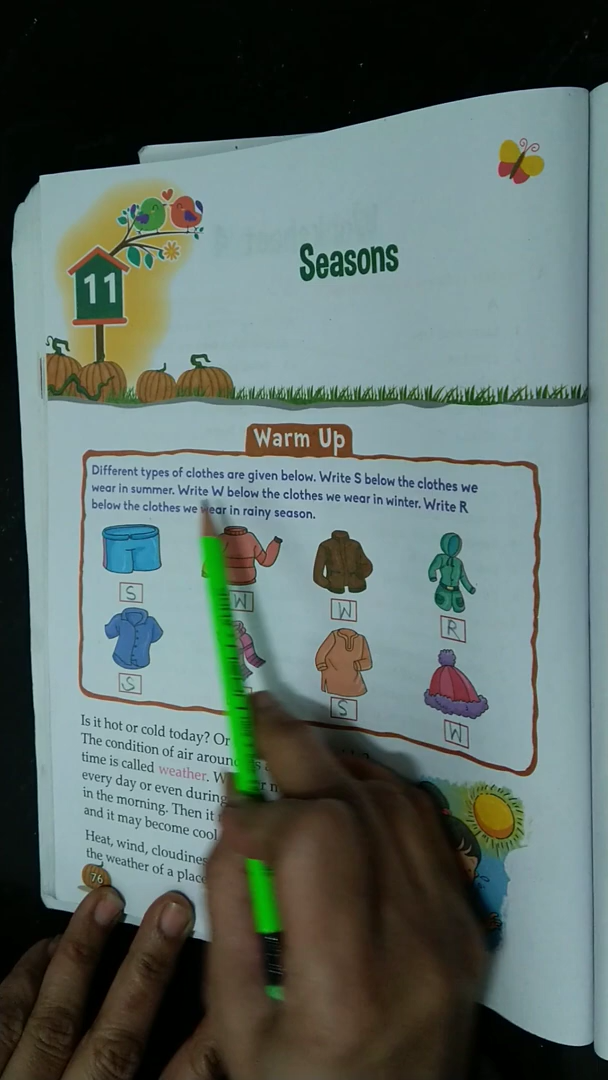 11
Seasons
Warm Up
Different types of clothes are given below. Write S below the clothes we
wear in summer. Write W below the clothes we wear in winter. Write R
below the clothes we wear in rainy season.
S
W
W
R
S
S
W
Is it hot or cold today? Or
The condition of air around
time is called weather.
every day or even during
in the morning. Then it
and it may become cool
Heat, wind, cloudines
the weather of a place
76